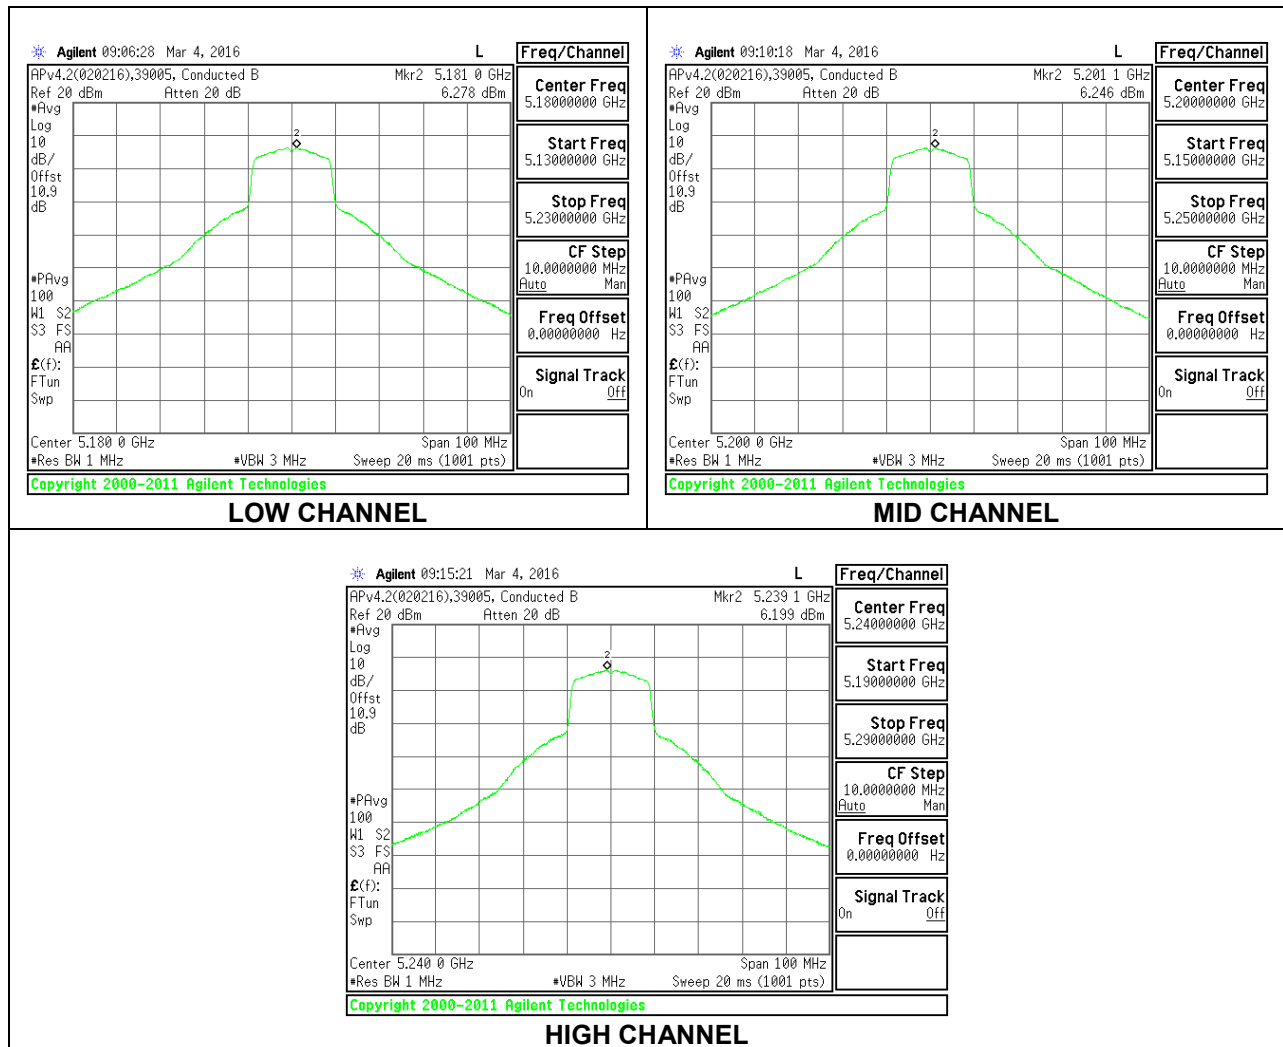 Agilent 09:06:28 Mar 4, 2016 L Freq/Channel
APv4.2(020216),39005, Conducted B Mkr2 5.181 0 GHz
Ref 20 dBm Atten 20 dB 6.278 dBm
#Avg
Log
10
dB/
Offst
10.9
dB
#PAvg
100
W1 S2
S3 FS
AA
£(f):
FTun
Swp
2
Center 5.180 0 GHz Span 100 MHz
#Res BW 1 MHz #VBW 3 MHz Sweep 20 ms (1001 pts)
Center Freq
5.18000000 GHz
Start Freq
5.13000000 GHz
Stop Freq
5.23000000 GHz
CF Step
10.0000000 MHz
Auto Man
Freq Offset
0.00000000 Hz
Signal Track
On Off
Copyright 2000-2011 Agilent Technologies
LOW CHANNEL
Agilent 09:10:18 Mar 4, 2016 L Freq/Channel
APv4.2(020216),39005, Conducted B Mkr2 5.201 1 GHz
Ref 20 dBm Atten 20 dB 6.246 dBm
#Avg
Log
10
dB/
Offst
10.9
dB
#PAvg
100
W1 S2
S3 FS
AA
£(f):
FTun
Swp
2
Center 5.200 0 GHz Span 100 MHz
#Res BW 1 MHz #VBW 3 MHz Sweep 20 ms (1001 pts)
Center Freq
5.20000000 GHz
Start Freq
5.15000000 GHz
Stop Freq
5.25000000 GHz
CF Step
10.0000000 MHz
Auto Man
Freq Offset
0.00000000 Hz
Signal Track
On Off
Copyright 2000-2011 Agilent Technologies
MID CHANNEL
Agilent 09:15:21 Mar 4, 2016 L Freq/Channel
APv4.2(020216),39005, Conducted B Mkr2 5.239 1 GHz
Ref 20 dBm Atten 20 dB 6.199 dBm
#Avg
Log
10
dB/
Offst
10.9
dB
#PAvg
100
W1 S2
S3 FS
AA
£(f):
FTun
Swp
2
Center 5.240 0 GHz Span 100 MHz
#Res BW 1 MHz #VBW 3 MHz Sweep 20 ms (1001 pts)
Center Freq
5.24000000 GHz
Start Freq
5.19000000 GHz
Stop Freq
5.29000000 GHz
CF Step
10.0000000 MHz
Auto Man
Freq Offset
0.00000000 Hz
Signal Track
On Off
Copyright 2000-2011 Agilent Technologies
HIGH CHANNEL